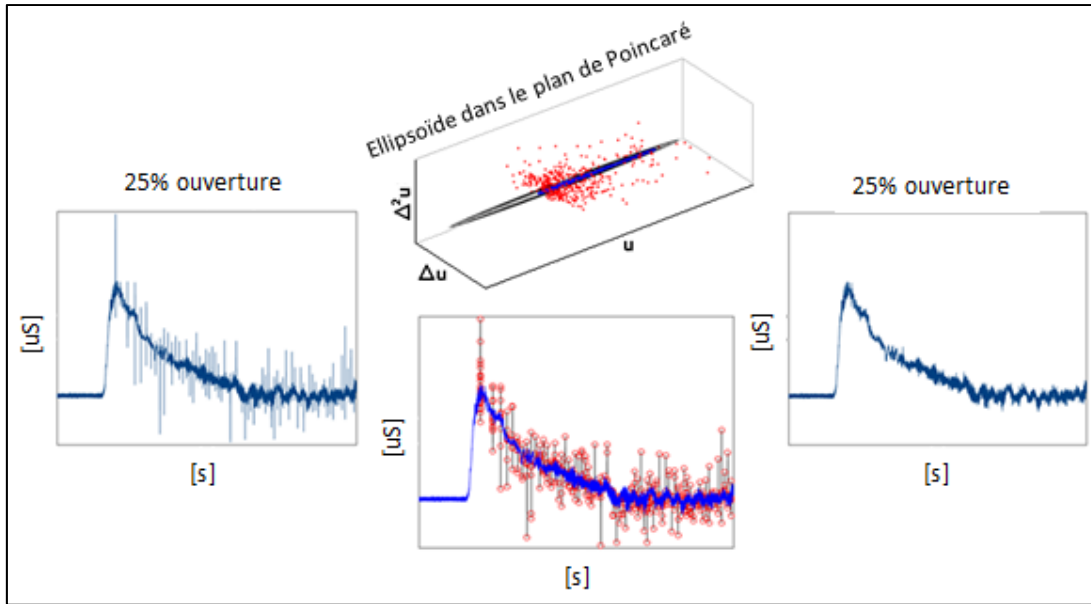 Ellipsoïde dans le plan de Poincaré
25% ouverture
[uS]
[s]
Δ²u
Δu
u
[uS]
[s]
25% ouverture
[uS]
[s]